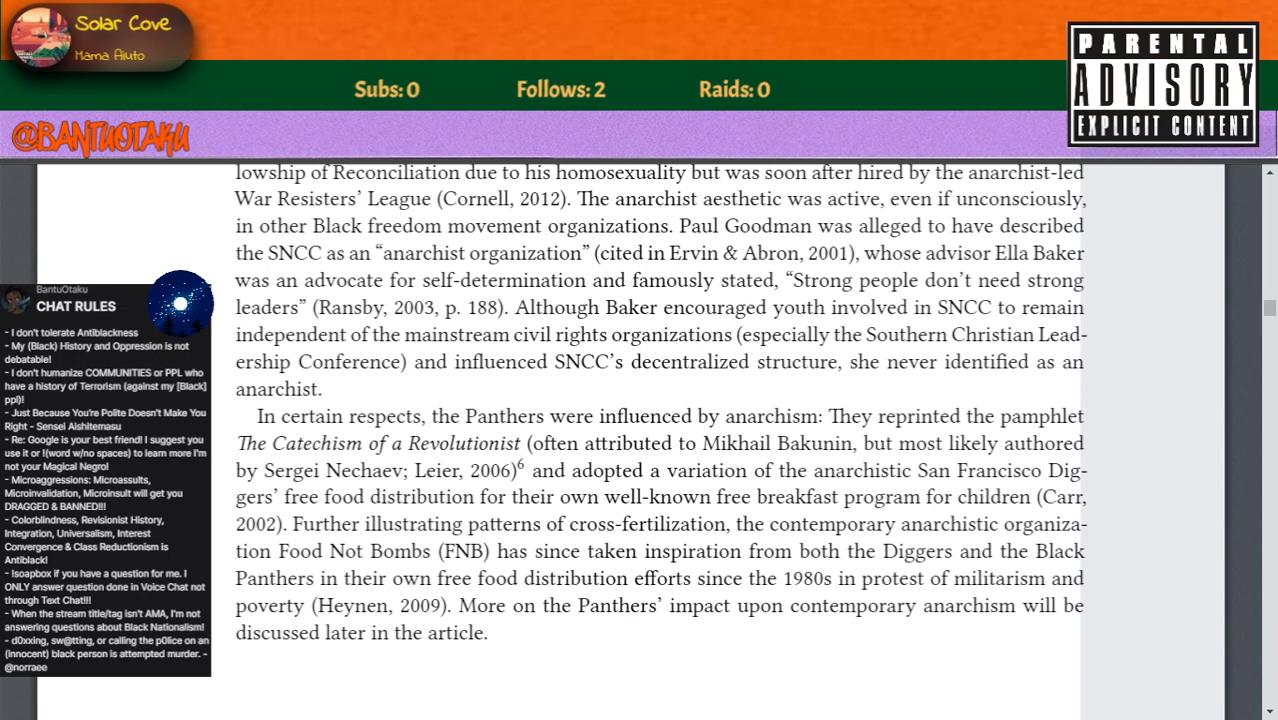 Solar Cove
Mama Aiuto
Subs: 0
Follows: 2
Raids: 0
PARENTAL
ADVISORY
EXPLICIT CONTENT
@BANTUOTAKU
lowship of Reconciliation due to his homosexuality but was soon after hired by the anarchist-led
War Resisters’ League (Cornell, 2012). The anarchist aesthetic was active, even if unconsciously,
in other Black freedom movement organizations. Paul Goodman was alleged to have described
the SNCC as an “anarchist organization” (cited in Ervin & Abron, 2001), whose advisor Ella Baker
was an advocate for self-determination and famously stated, “Strong people don’t need strong
leaders” (Ransby, 2003, p. 188). Although Baker encouraged youth involved in SNCC to remain
independent of the mainstream civil rights organizations (especially the Southern Christian Lead-
ership Conference) and influenced SNCC’s decentralized structure, she never identified as an
anarchist.
In certain respects, the Panthers were influenced by anarchism: They reprinted the pamphlet
The Catechism of a Revolutionist (often attributed to Mikhail Bakunin, but most likely authored
by Sergei Nechaev; Leier, 2006)6 and adopted a variation of the anarchistic San Francisco Dig-
gers’ free food distribution for their own well-known free breakfast program for children (Carr,
2002). Further illustrating patterns of cross-fertilization, the contemporary anarchistic organiza-
tion Food Not Bombs (FNB) has since taken inspiration from both the Diggers and the Black
Panthers in their own free food distribution efforts since the 1980s in protest of militarism and
poverty (Heynen, 2009). More on the Panthers’ impact upon contemporary anarchism will be
discussed later in the article.
BantuOtaku
CHAT RULES
- I don't tolerate Antiblackness
- My (Black) History and Oppression is not
debatable!
- I don't humanize COMMUNITIES or PPL who
have a history of Terrorism (against my [Black]
ppl)!
- Just Because You're Polite Doesn't Make You
Right - Sensei Aishitemasu
- Re: Google is your best friend! I suggest you
use it or !(word w/no spaces) to learn more I'm
not your Magical Negro!
- Microaggressions: Microassults,
Microinvalidation, Microinsult will get you
DRAGGED & BANNED!!!
- Colorblindness, Revisionist History,
Integration, Universalism, Interest
Convergence & Class Reductionism is
Antiblack!
- !soapbox if you have a question for me. I
ONLY answer question done in Voice Chat not
through Text Chat!!!
- When the stream title/tag isn't AMA, I'm not
answering questions about Black Nationalism!
- d0xxing, sw@tting, or calling the p0lice on an
(innocent) black person is attempted murder. -
@norraee